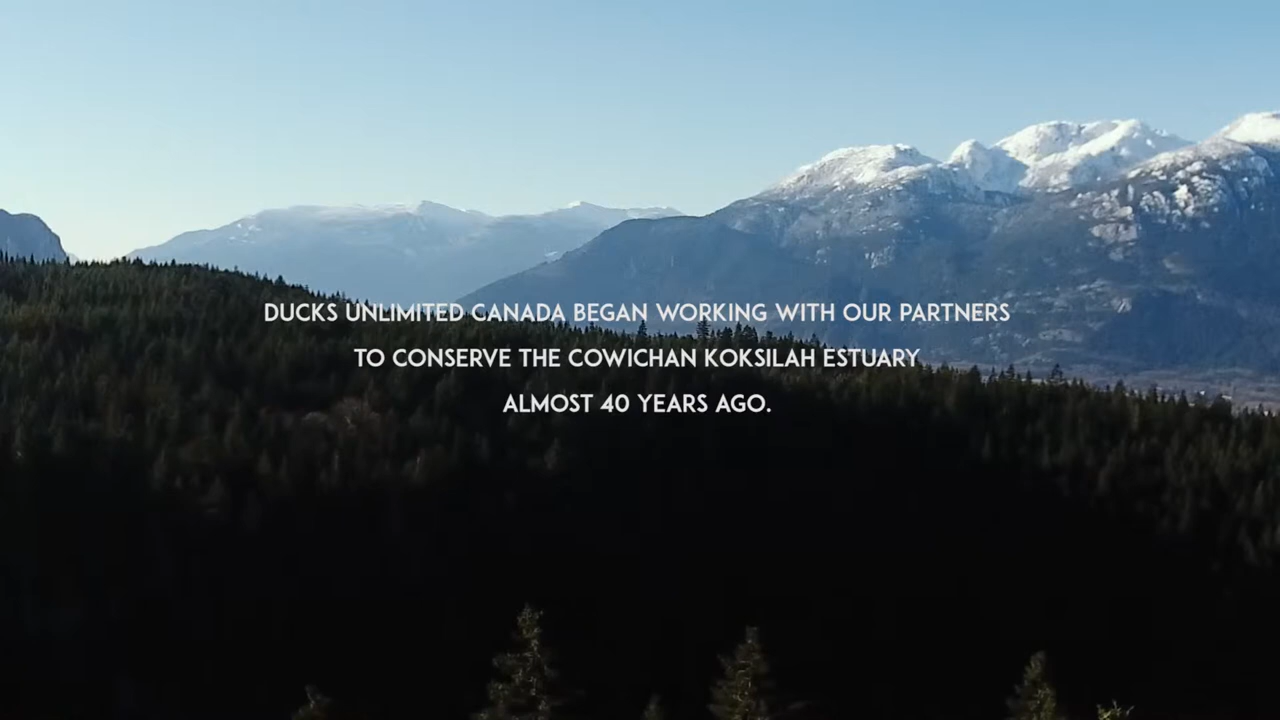 DUCKS UNLIMITED CANADA BEGAN WORKING WITH OUR PARTNERS
TO CONSERVE THE COWICHAN KOKSILAH ESTUARY
ALMOST 40 YEARS AGO.